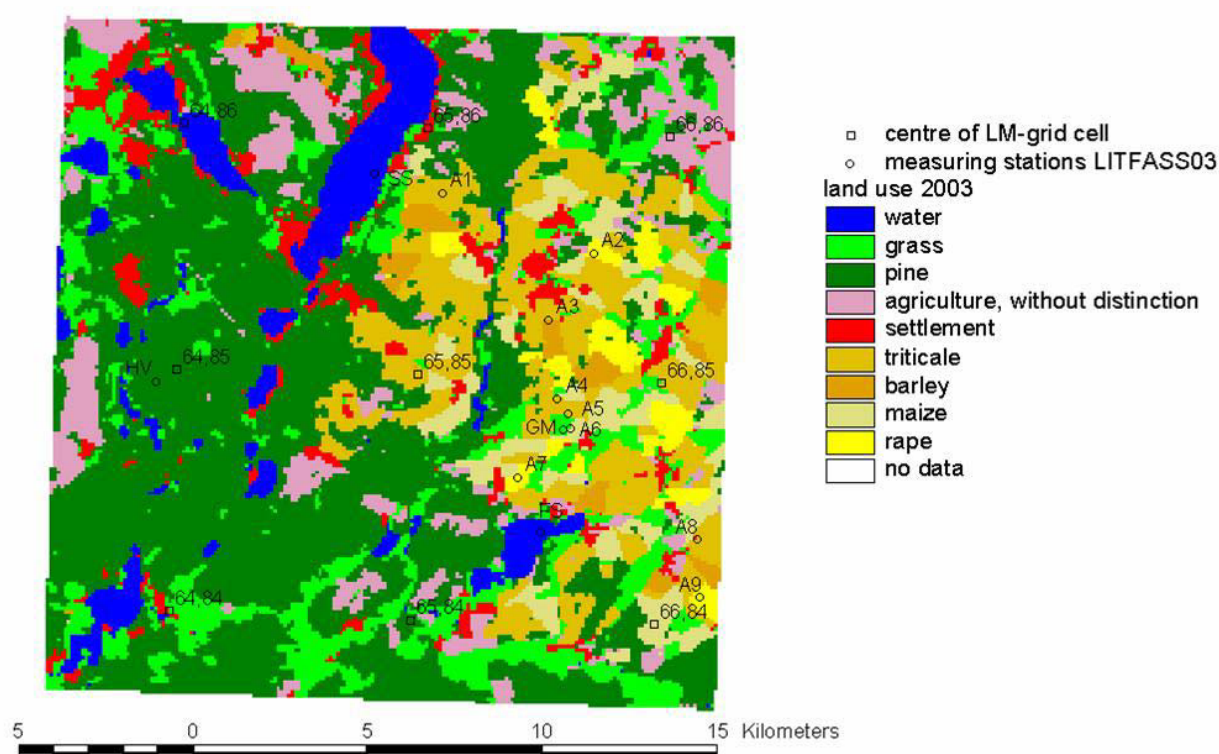 64,86
65,86
66,86
SS
A1
A2
A3
HV
64,85
65,85
66,85
A4
A5
GM
A6
A7
FS
A8
A9
64,84
65,84
66,84
centre of LM-grid cell
measuring stations LITFASS03
land use 2003
water
grass
pine
agriculture, without distinction
settlement
triticale
barley
maize
rape
no data
5 0 5 10 15 Kilometers